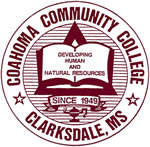 COAHOMA COMMUNITY COLLEGE
DEVELOPING
HUMAN
AND
NATURAL RESOURCES
SINCE 1949
CLARKSDALE, MS